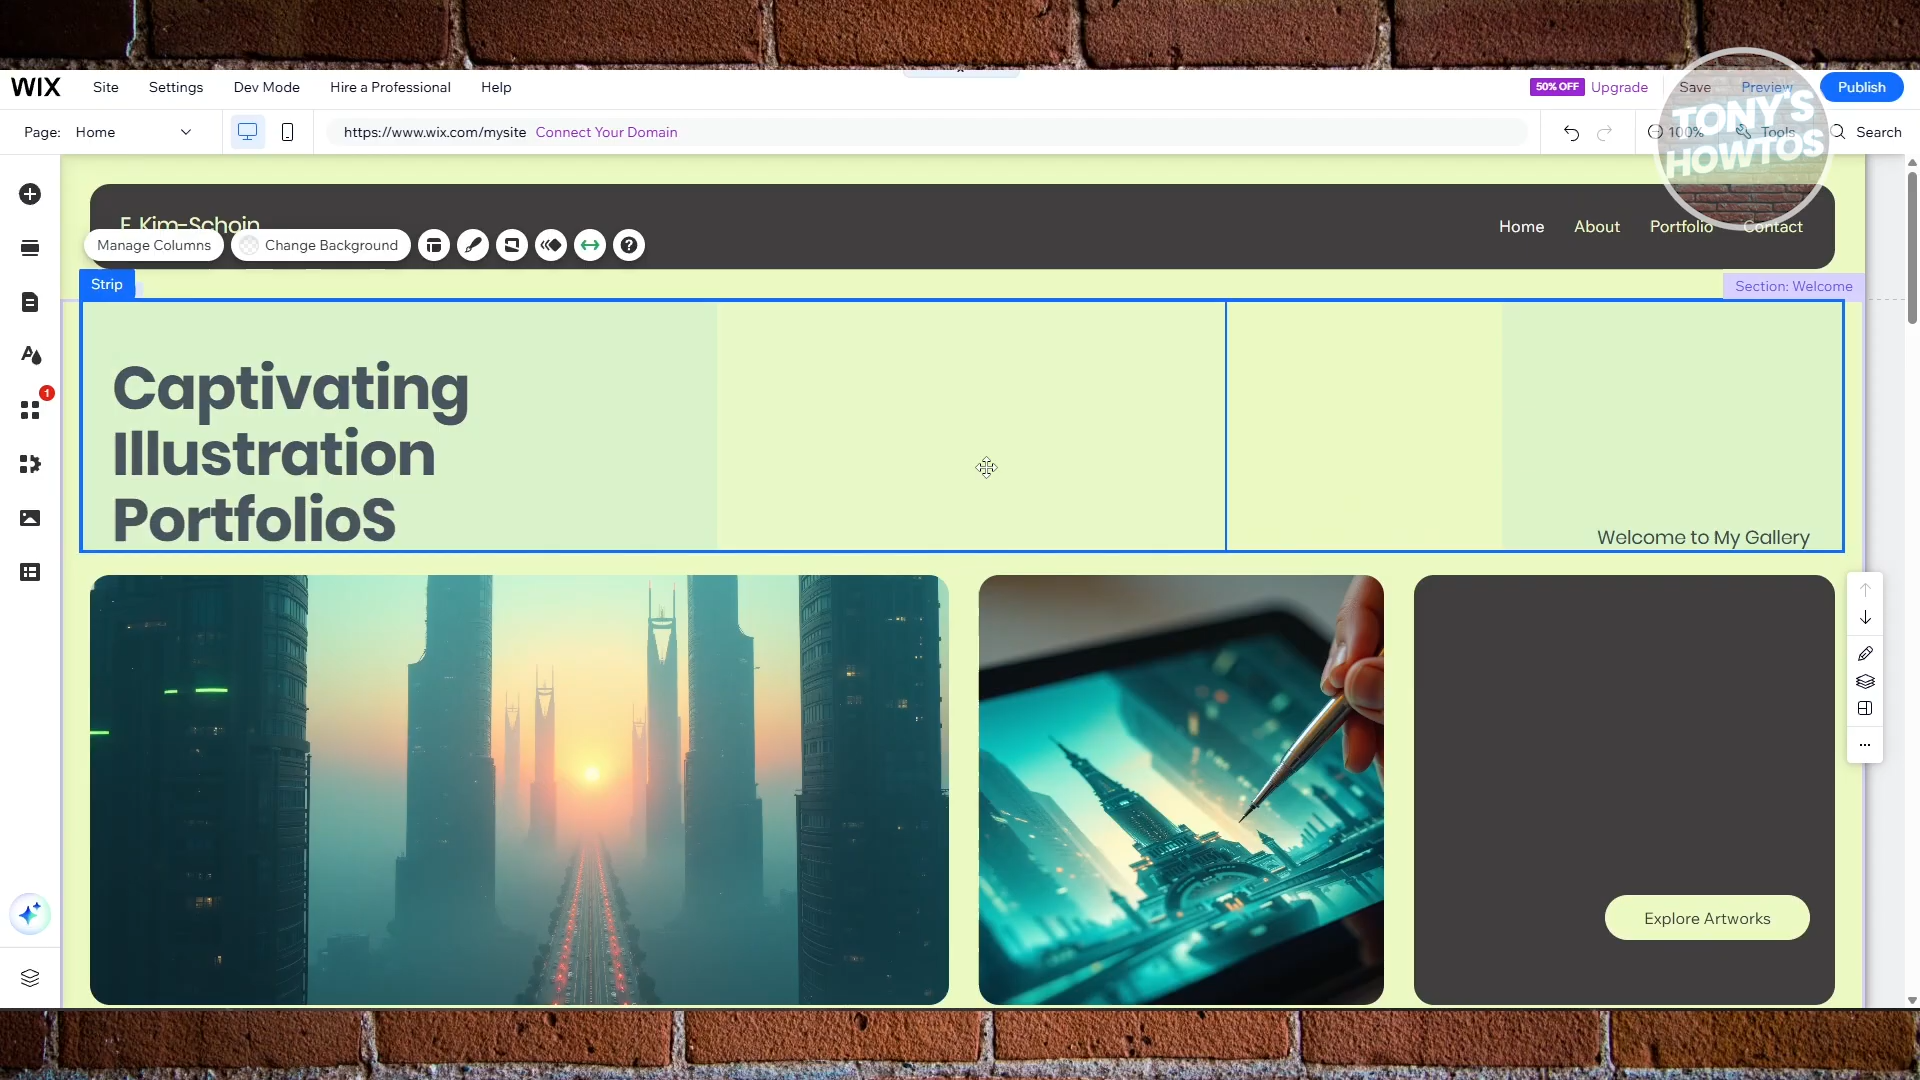 WIX Site Settings Dev Mode Hire a Professional Help 50% OFF Upgrade Save Preview Publish
Page: Home https://www.wix.com/mysite Connect Your Domain 100% Tools Search
TONY'S
HOWTOS
F. Kim-Schoin
Home About Portfolio Contact
Manage Columns Change Background
Strip
Section: Welcome
1
Captivating
Illustration
PortfolioS
Welcome to My Gallery
Explore Artworks